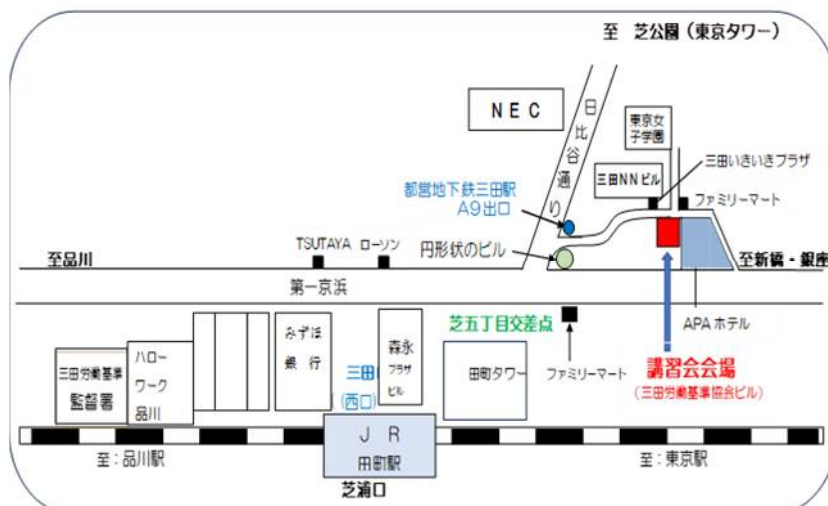 至 芝公園（東京タワー）
NEC
日比谷通り
東京女
子学園
三田いきいきプラザ
三田NNビル
ファミリーマート
都営地下鉄三田駅
A9出口
円形状のビル
TSUTAYA ローソン
至品川
至新橋・銀座
第一京浜
芝五丁目交差点
APAホテル
みずほ
銀行
森永
プラザ
ビル
三田労働基準
監督署
ハロー
ワーク
品川
三田
(西口)
田町タワー
ファミリーマート
講習会会場
(三田労働基準協会ビル)
JR
田町駅
至：品川駅
至：東京駅
芝浦口